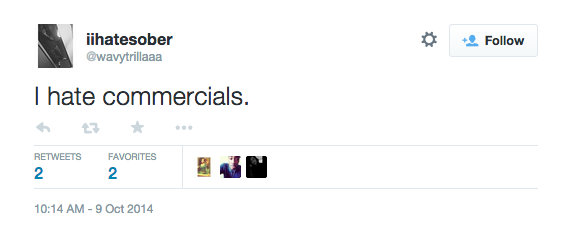 iihatesober
@wavytrillaaa
Follow
I hate commercials.
RETWEETS FAVORITES
2 2
10:14 AM - 9 Oct 2014